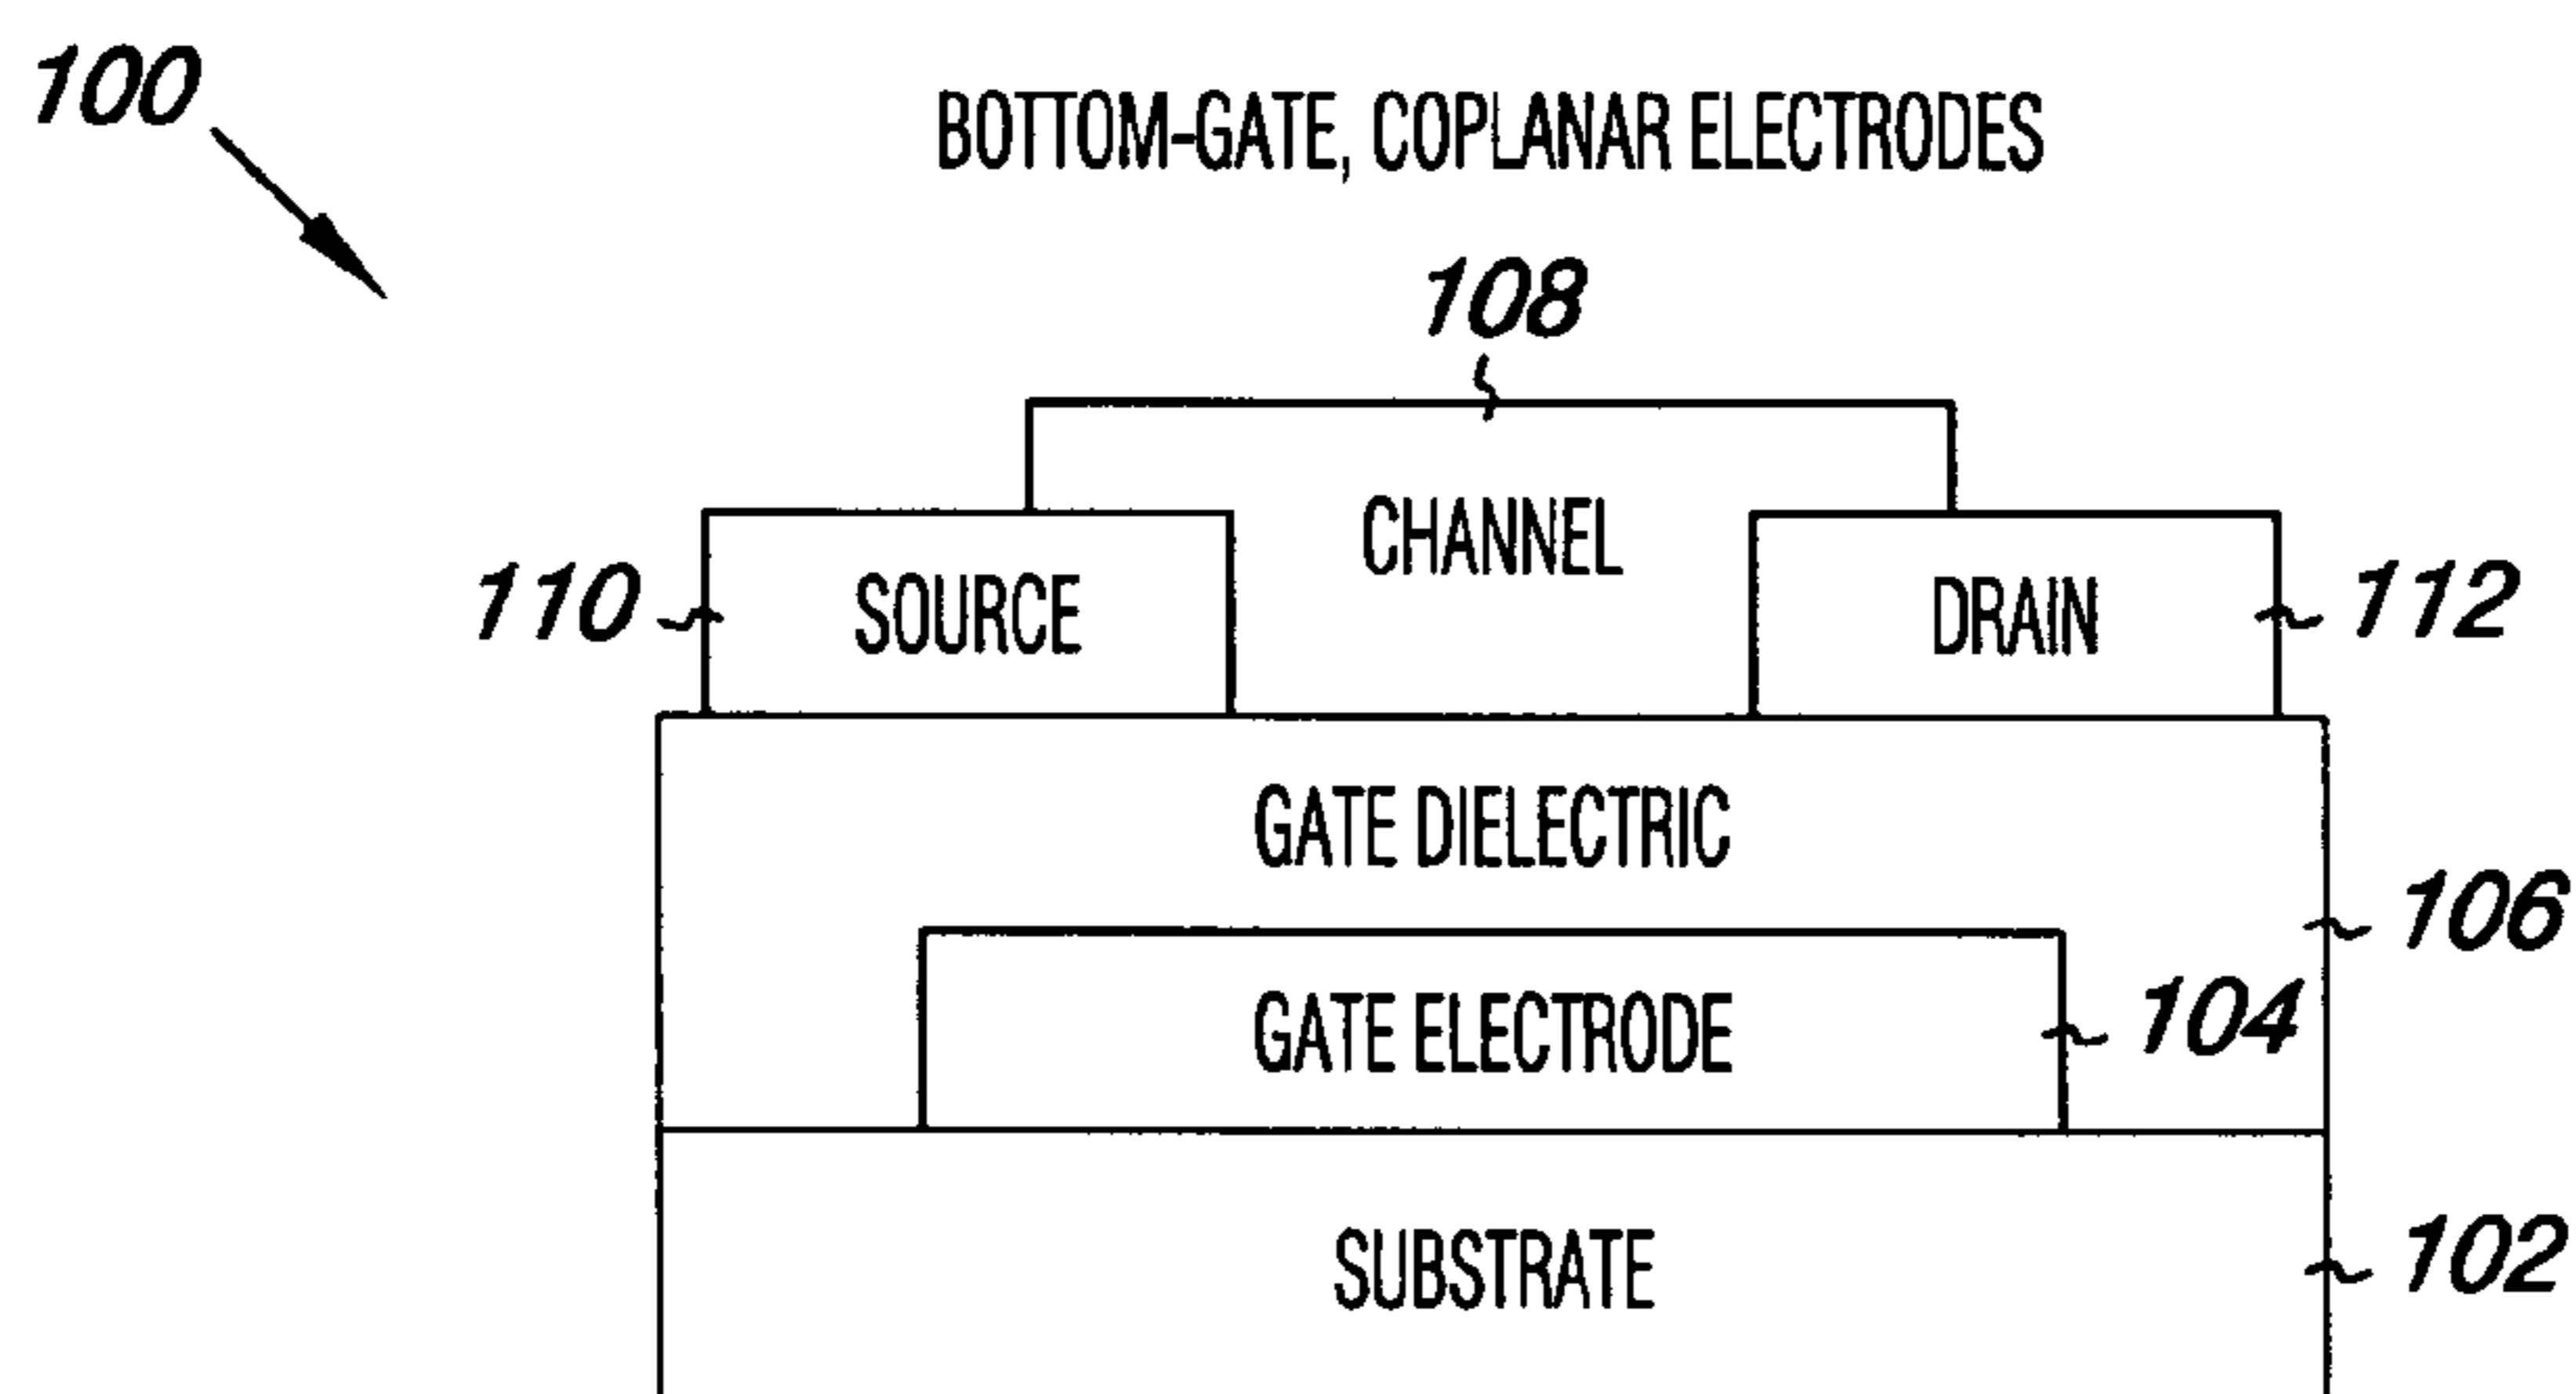 100
BOTTOM-GATE, COPLANAR ELECTRODES
108
CHANNEL
110 SOURCE DRAIN 112
GATE DIELECTRIC
106
GATE ELECTRODE 104
SUBSTRATE 102